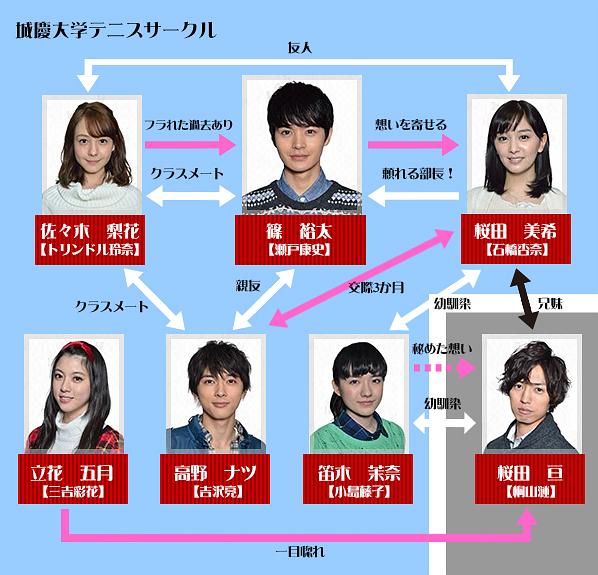 城慶大学テニスサークル
友人
フラれた過去あり
想いを寄せる
クラスメート
頼れる部長！
佐々木　梨花
【トリンドル玲奈】
篠　裕太
【瀬戸康史】
桜田　美希
【石橋杏奈】
クラスメート
親友
交際3か月
幼馴染
兄妹
秘めた想い
幼馴染
立花　五月
【三吉彩花】
高野　ナツ
【吉沢亮】
笛木　茉奈
【小島藤子】
桜田　亘
【桐山漣】
一目惚れ